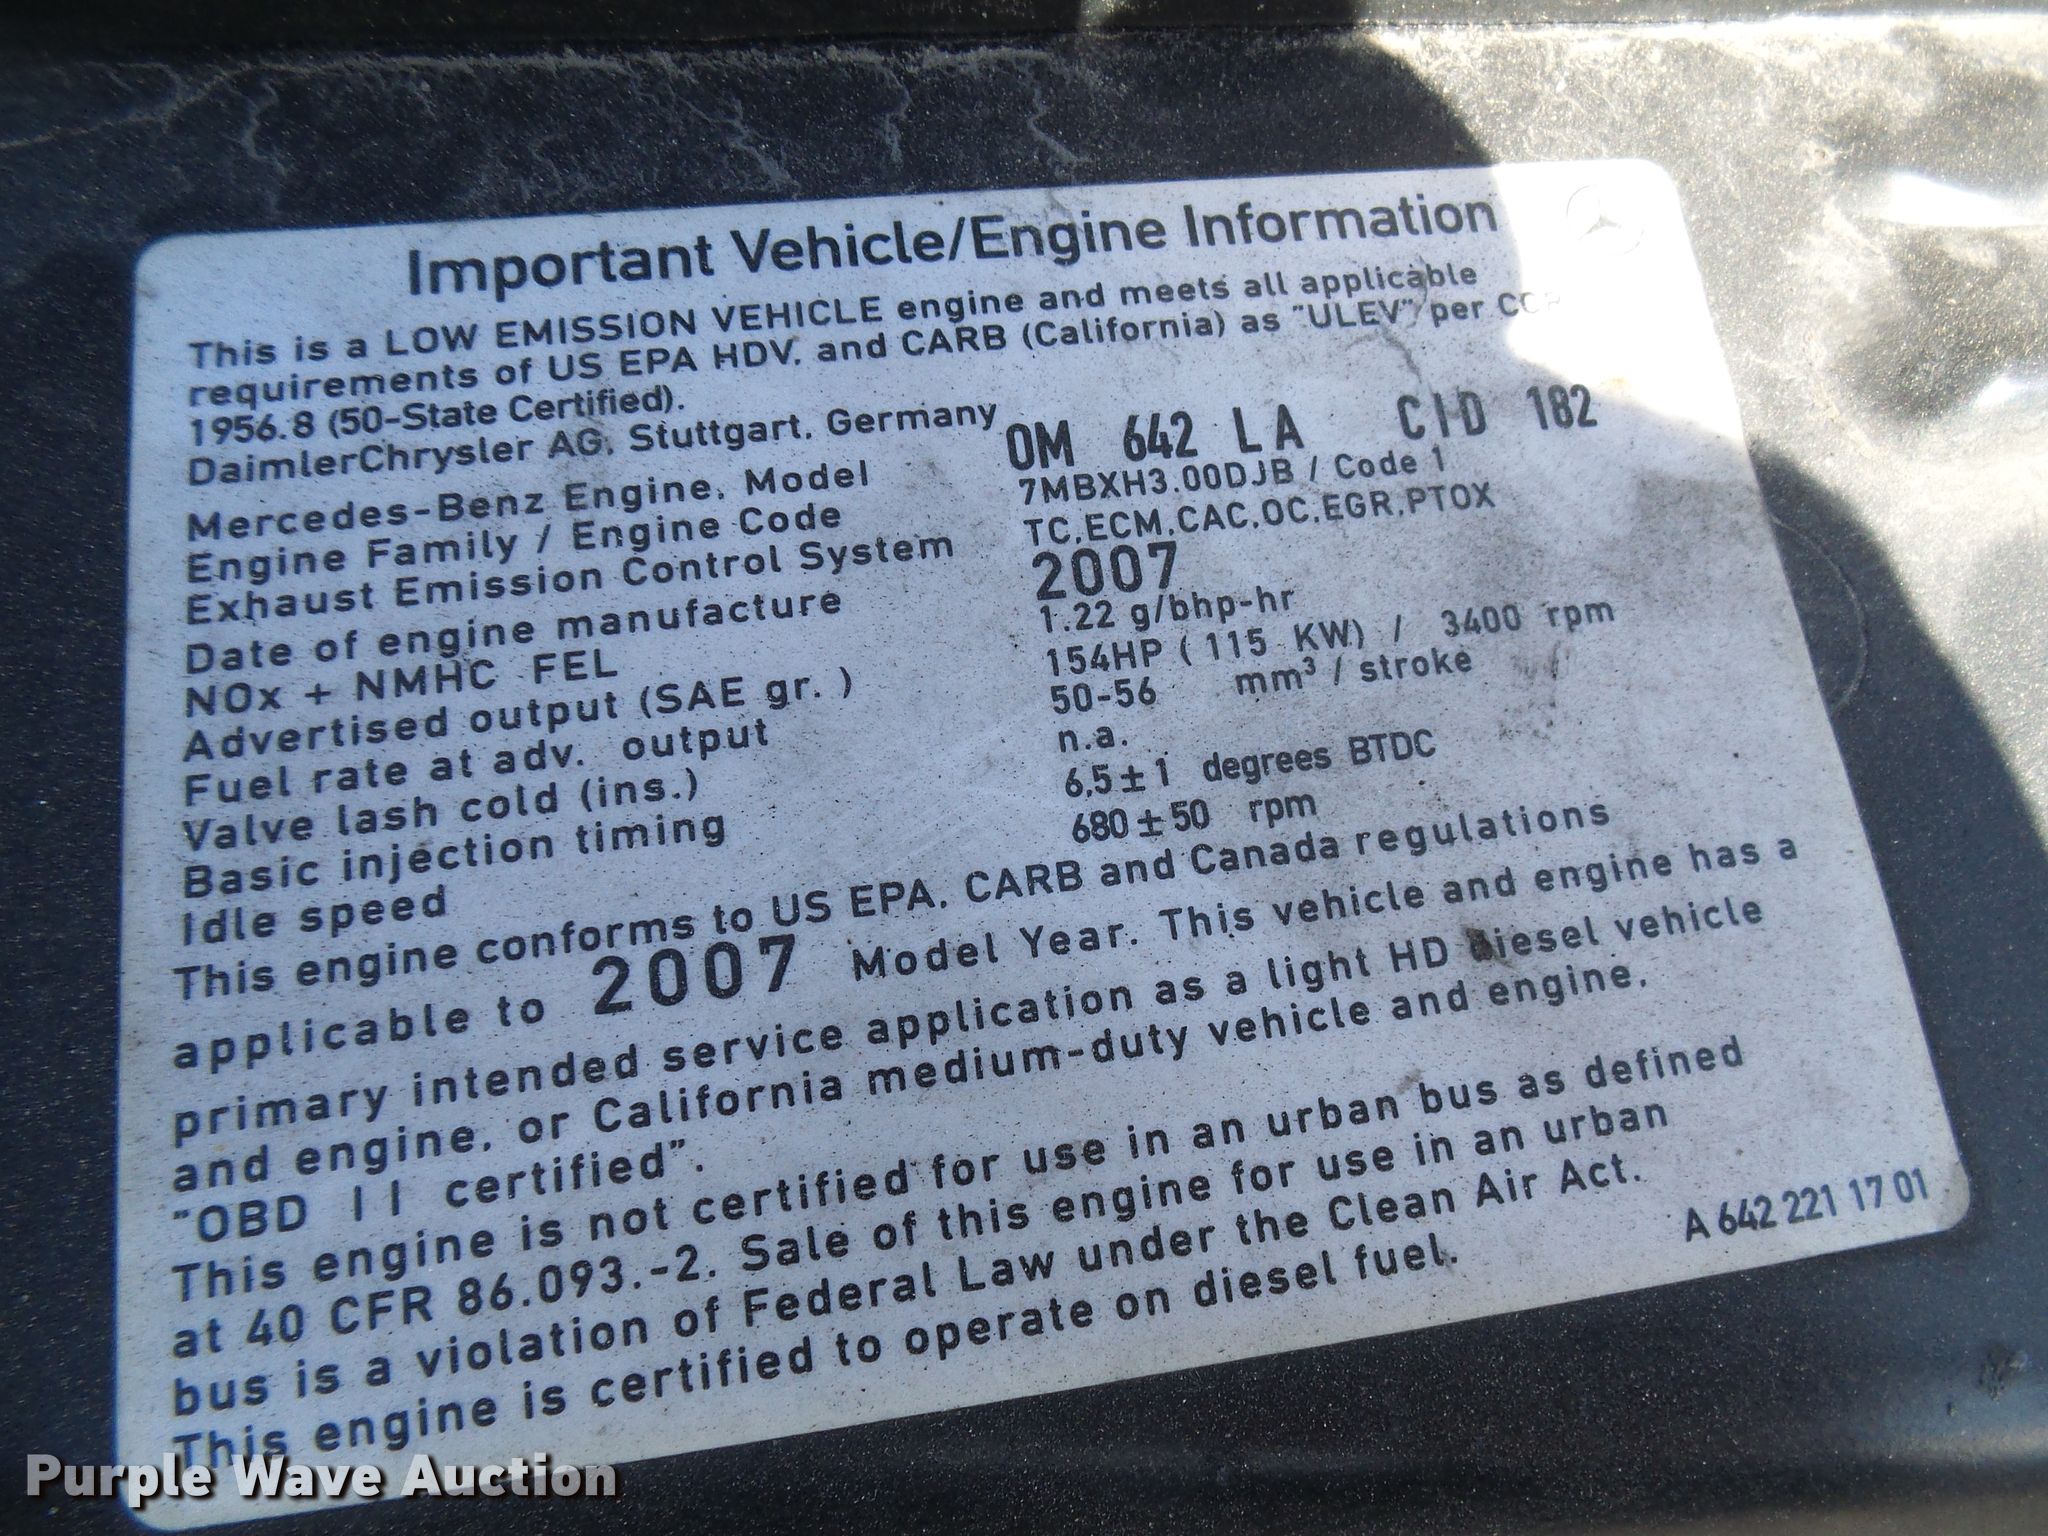 Important Vehicle/Engine Information
This is a LOW EMISSION VEHICLE engine and meets all applicable
requirements of US EPA HDV, and CARB (California) as "ULEV" per CCR
1956.8 (50-State Certified).
DaimlerChrysler AG, Stuttgart, Germany
Mercedes-Benz Engine, Model OM 642 LA CID 182
Engine Family / Engine Code 7MBXH3.00DJB / Code 1
Exhaust Emission Control System TC,ECM,CAC,OC,EGR,PTOX
Date of engine manufacture 2007
NOx + NMHC FEL 1.22 g/bhp-hr
Advertised output (SAE gr. ) 154HP ( 115 KW) / 3400 rpm
Fuel rate at adv. output 50-56 mm³ / stroke
Valve lash cold (ins.) n.a.
Basic injection timing 6,5±1 degrees BTDC
Idle speed 680±50 rpm
This engine conforms to US EPA, CARB and Canada regulations
applicable to 2007 Model Year. This vehicle and engine has a
primary intended service application as a light HD diesel vehicle
and engine, or California medium-duty vehicle and engine,
"OBD II certified".
This engine is not certified for use in an urban bus as defined
at 40 CFR 86.093.-2. Sale of this engine for use in an urban
bus is a violation of Federal Law under the Clean Air Act.
This engine is certified to operate on diesel fuel.
A 642 221 17 01
Purple Wave Auction